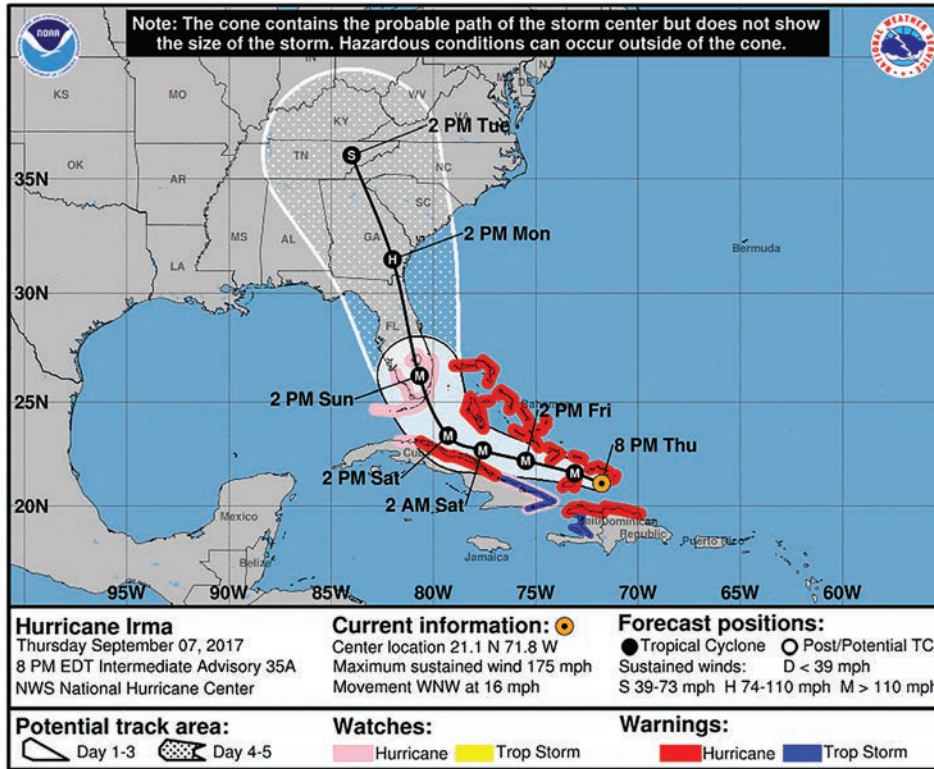 Note: The cone contains the probable path of the storm center but does not show
the size of the storm. Hazardous conditions can occur outside of the cone.
NOAA
NATIONAL WEATHER SERVICE
IN
KS
MO
KY
WV
VA
DE
NJ
2 PM Tue
OK
TN
NC
35N
AR
SC
2 PM Mon
MS
AL
GA
Bermuda
LA
30N
FL
2 PM Sun
25N
2 PM Fri
8 PM Thu
2 PM Sat
2 AM Sat
20N
Mexico
Dominican
Republic
Puerto Rico
Jamaica
Belize
S
H
M
M
M
M
M
95W
90W
85W
80W
75W
70W
65W
60W
Hurricane Irma
Thursday September 07, 2017
8 PM EDT Intermediate Advisory 35A
NWS National Hurricane Center
Current information:
Center location 21.1 N 71.8 W
Maximum sustained wind 175 mph
Movement WNW at 16 mph
Forecast positions:
Tropical Cyclone Post/Potential TC
Sustained winds: D < 39 mph
S 39-73 mph H 74-110 mph M > 110 mph
Potential track area:
Day 1-3 Day 4-5
Watches:
Hurricane Trop Storm
Warnings:
Hurricane Trop Storm